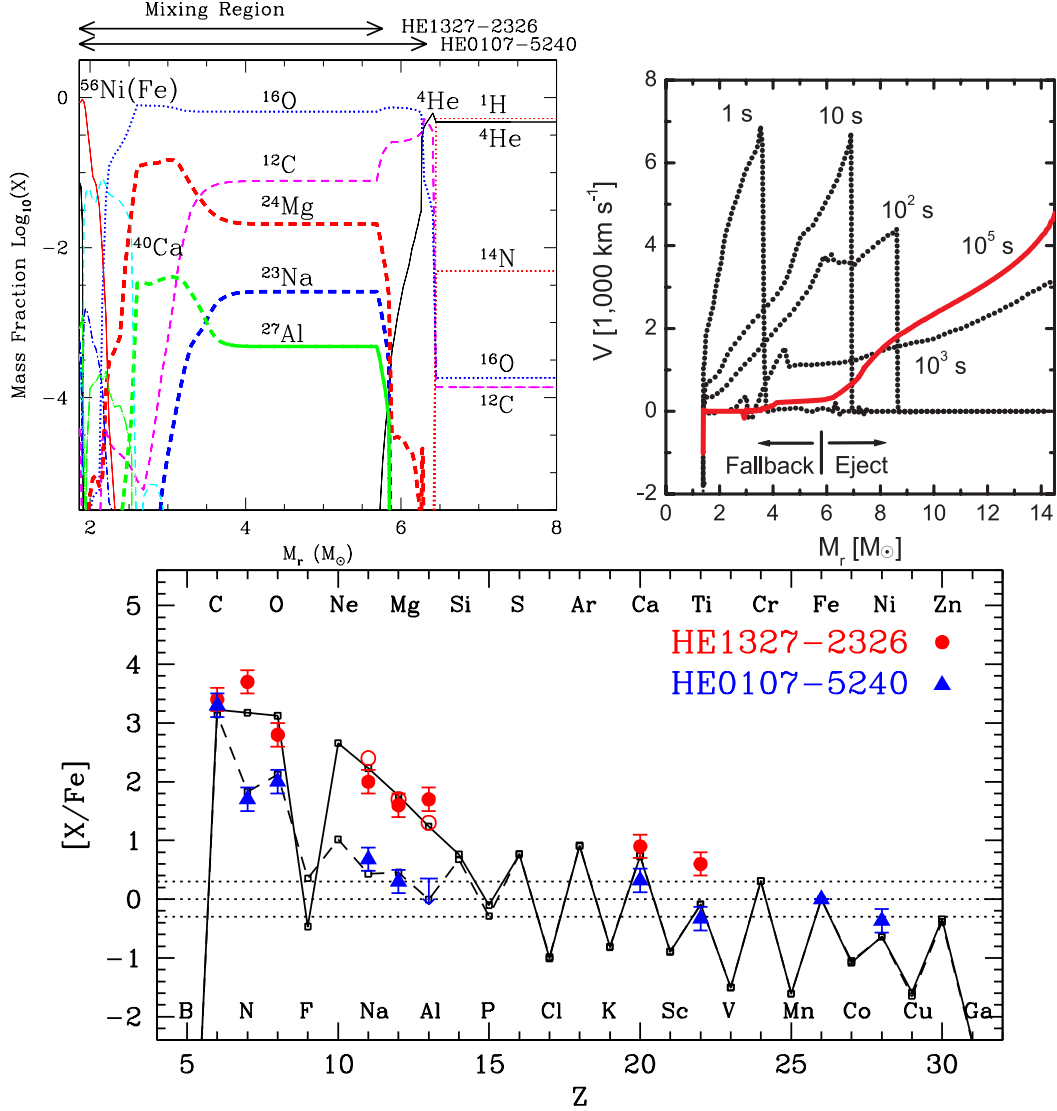 Mixing Region
HE1327-2326
HE0107-5240
⁵⁶Ni(Fe)
¹⁶O
⁴He
¹H
⁴He
¹²C
²⁴Mg
⁴⁰Ca
¹⁴N
²³Na
²⁷Al
¹⁶O
¹²C
0
-2
-4
Mass Fraction Log₁₀(X)
2 4 6 8
Mᵣ (M☉)
8
6
4
2
0
-2
V [1,000 km s⁻¹]
1 s
10 s
10² s
10⁵ s
10³ s
Fallback
Eject
0 2 4 6 8 10 12 14
Mᵣ [M☉]
C O Ne Mg Si S Ar Ca Ti Cr Fe Ni Zn
HE1327-2326
HE0107-5240
5
4
3
2
1
0
-1
-2
[X/Fe]
B N F Na Al P Cl K Sc V Mn Co Cu Ga
5 10 15 20 25 30
Z